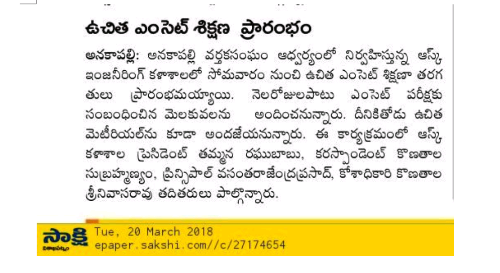 ఉచిత ఎంసెట్ శిక్షణ ప్రారంభం
అనకాపల్లి: అనకాపల్లి వర్తకసంఘం ఆధ్వర్యంలో నిర్వహిస్తున్న ఆస్క్
ఇంజనీరింగ్ కళాశాలలో సోమవారం నుంచి ఉచిత ఎంసెట్ శిక్షణా తరగ
తులు ప్రారంభమయ్యాయి. నెలరోజులపాటు ఎంసెట్ పరీక్షకు
సంబంధించిన మెలకువలను అందించనున్నారు. దీనికితోడు ఉచిత
మెటీరియల్‌ను కూడా అందజేయనున్నారు. ఈ కార్యక్రమంలో ఆస్క్
కళాశాల ప్రెసిడెంట్ తమ్మన రఘుబాబు, కరస్పాండెంట్ కొణతాల
సుబ్రహ్మణ్యం, ప్రిన్సిపాల్ వసంతరాజేంద్రప్రసాద్, కోశాధికారి కొణతాల
శ్రీనివాసరావు తదితరులు పాల్గొన్నారు.
సాక్షి Tue, 20 March 2018
epaper.sakshi.com//c/27174654